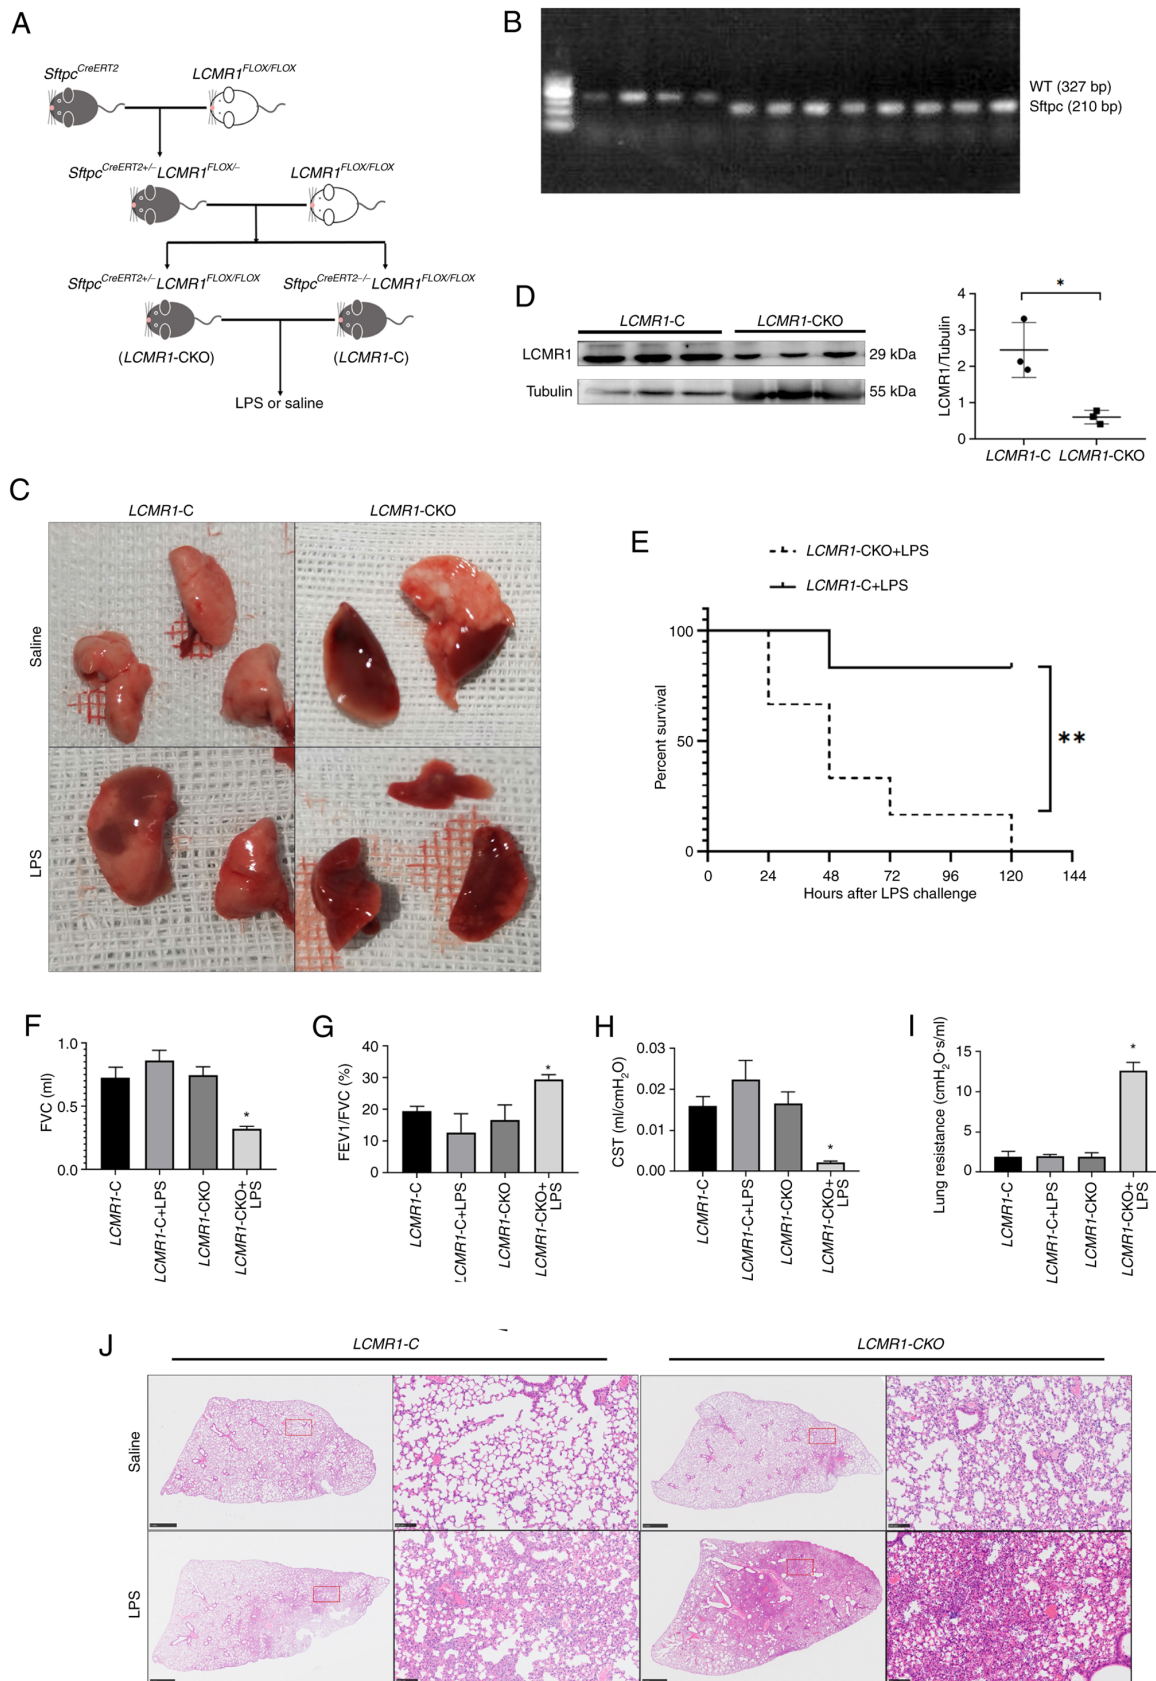 A
Sftpc^CreERT2 LCMR1^FLOX/FLOX
Sftpc^CreERT2+/– LCMR1^FLOX/– LCMR1^FLOX/FLOX
Sftpc^CreERT2+/– LCMR1^FLOX/FLOX Sftpc^CreERT2–/– LCMR1^FLOX/FLOX
(LCMR1-CKO) (LCMR1-C)
LPS or saline
B
WT (327 bp)
Sftpc (210 bp)
D
LCMR1-C LCMR1-CKO
LCMR1 29 kDa
Tubulin 55 kDa
LCMR1/Tubulin
4
3
2
1
0
*
LCMR1-C LCMR1-CKO
C
LCMR1-C LCMR1-CKO
Saline
LPS
E
LCMR1-CKO+LPS
LCMR1-C+LPS
Percent survival
100
50
0
**
0 24 48 72 96 120 144
Hours after LPS challenge
F
FVC (ml)
1.0
0.5
0.0
*
LCMR1-C
LCMR1-C+LPS
LCMR1-CKO
LCMR1-CKO+
LPS
G
FEV1/FVC (%)
40
30
20
10
0
*
LCMR1-C
LCMR1-C+LPS
LCMR1-CKO
LCMR1-CKO+
LPS
H
CST (ml/cmH₂O)
0.03
0.02
0.01
0.00
*
LCMR1-C
LCMR1-C+LPS
LCMR1-CKO
LCMR1-CKO+
LPS
I
Lung resistance (cmH₂O·s/ml)
15
10
5
0
*
LCMR1-C
LCMR1-C+LPS
LCMR1-CKO
LCMR1-CKO+
LPS
J
LCMR1-C LCMR1-CKO
Saline
LPS